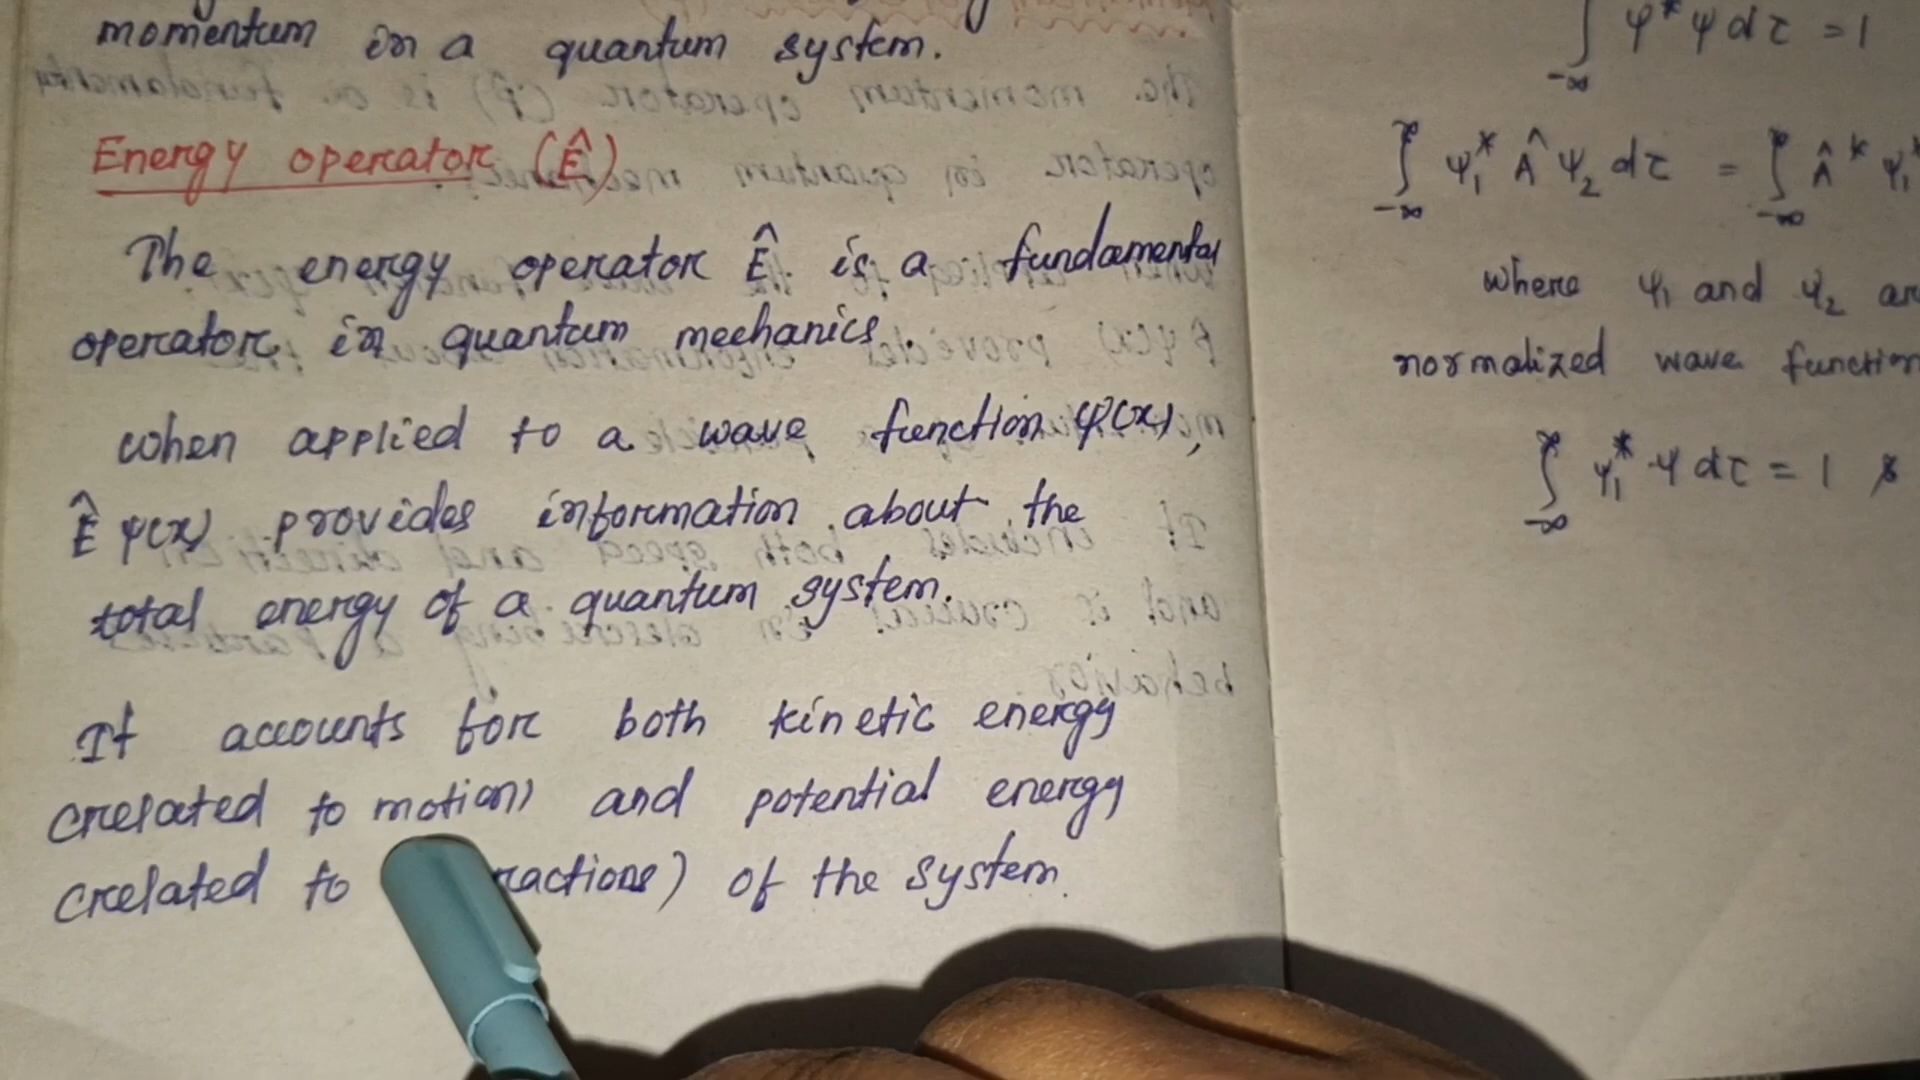 momentum in a quantum system.
Energy operator (Ê)
The energy operator Ê is a fundamental
operator in quantum mechanics.
when applied to a wave function ψ(x),
Ê ψ(x) provides information about the
total energy of a quantum system.
It accounts for both kinetic energy
(related to motion) and potential energy
(related to ractions) of the system.
∫ ψ* ψ dτ = 1
-∞
∞ ∞
∫ ψ₁* Â ψ₂ dτ = ∫ Â* ψ₁*
-∞ -∞
where ψ₁ and ψ₂ ar
normalized wave function
∞
∫ ψ₁* ψ dτ = 1
-∞